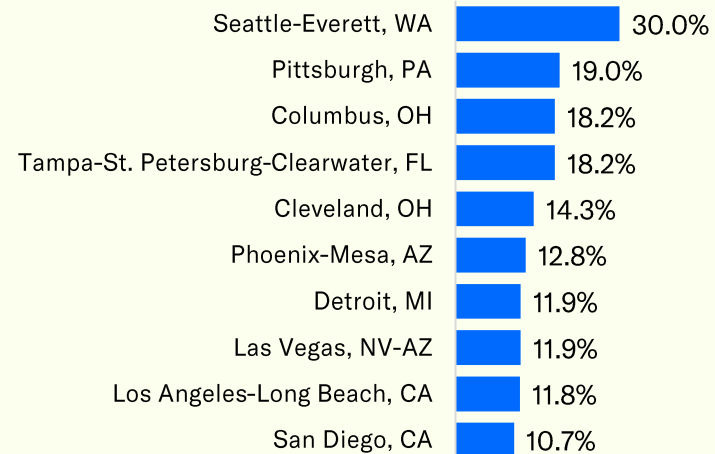 Seattle-Everett, WA 30.0%
Pittsburgh, PA 19.0%
Columbus, OH 18.2%
Tampa-St. Petersburg-Clearwater, FL 18.2%
Cleveland, OH 14.3%
Phoenix-Mesa, AZ 12.8%
Detroit, MI 11.9%
Las Vegas, NV-AZ 11.9%
Los Angeles-Long Beach, CA 11.8%
San Diego, CA 10.7%